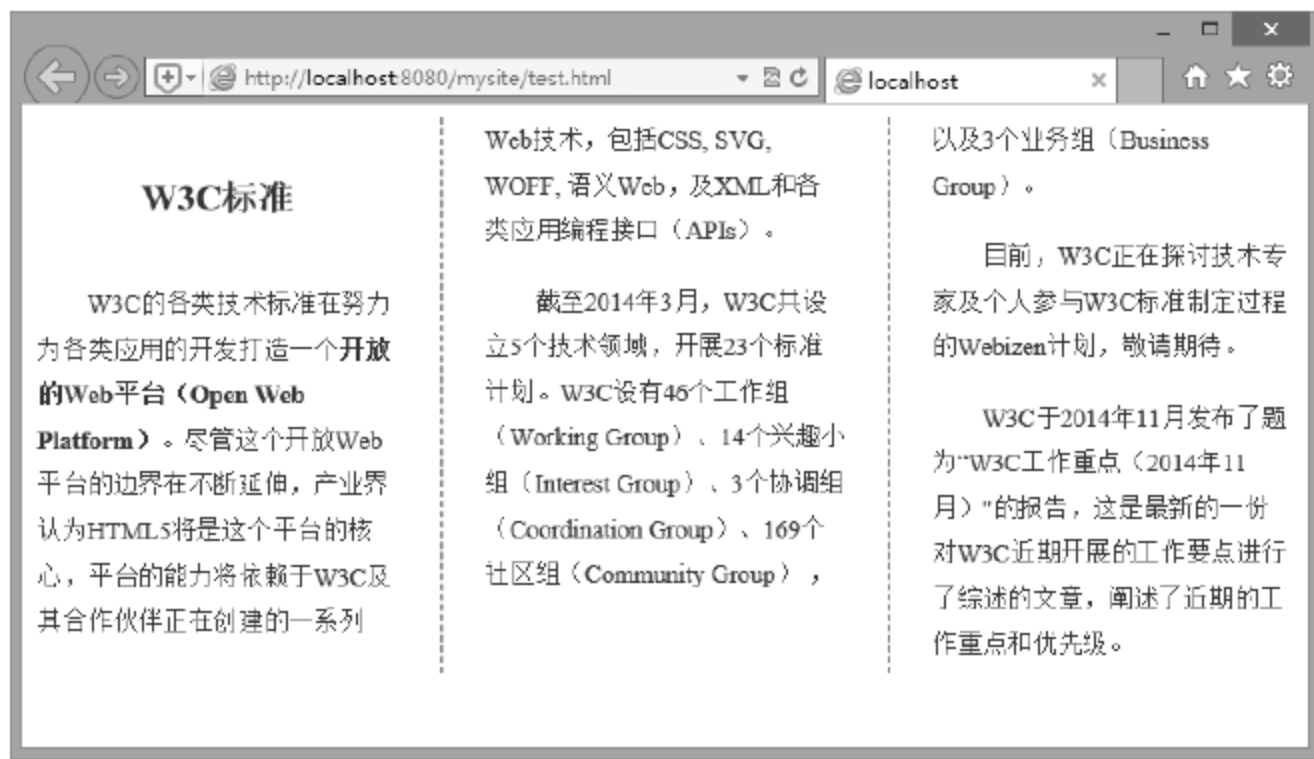 http://localhost:8080/mysite/test.html
localhost
W3C标准
W3C的各类技术标准在努力
为各类应用的开发打造一个开放
的Web平台（Open Web
Platform）。尽管这个开放Web
平台的边界在不断延伸，产业界
认为HTML5将是这个平台的核
心，平台的能力将依赖于W3C及
其合作伙伴正在创建的一系列
Web技术，包括CSS, SVG,
WOFF, 语义Web，及XML和各
类应用编程接口（APIs）。
截至2014年3月，W3C共设
立5个技术领域，开展23个标准
计划。W3C设有46个工作组
（Working Group）、14个兴趣小
组（Interest Group）、3个协调组
（Coordination Group）、169个
社区组（Community Group），
以及3个业务组（Business
Group）。
目前，W3C正在探讨技术专
家及个人参与W3C标准制定过程
的Webizen计划，敬请期待。
W3C于2014年11月发布了题
为“W3C工作重点（2014年11
月）"的报告，这是最新的一份
对W3C近期开展的工作要点进行
了综述的文章，阐述了近期的工
作重点和优先级。